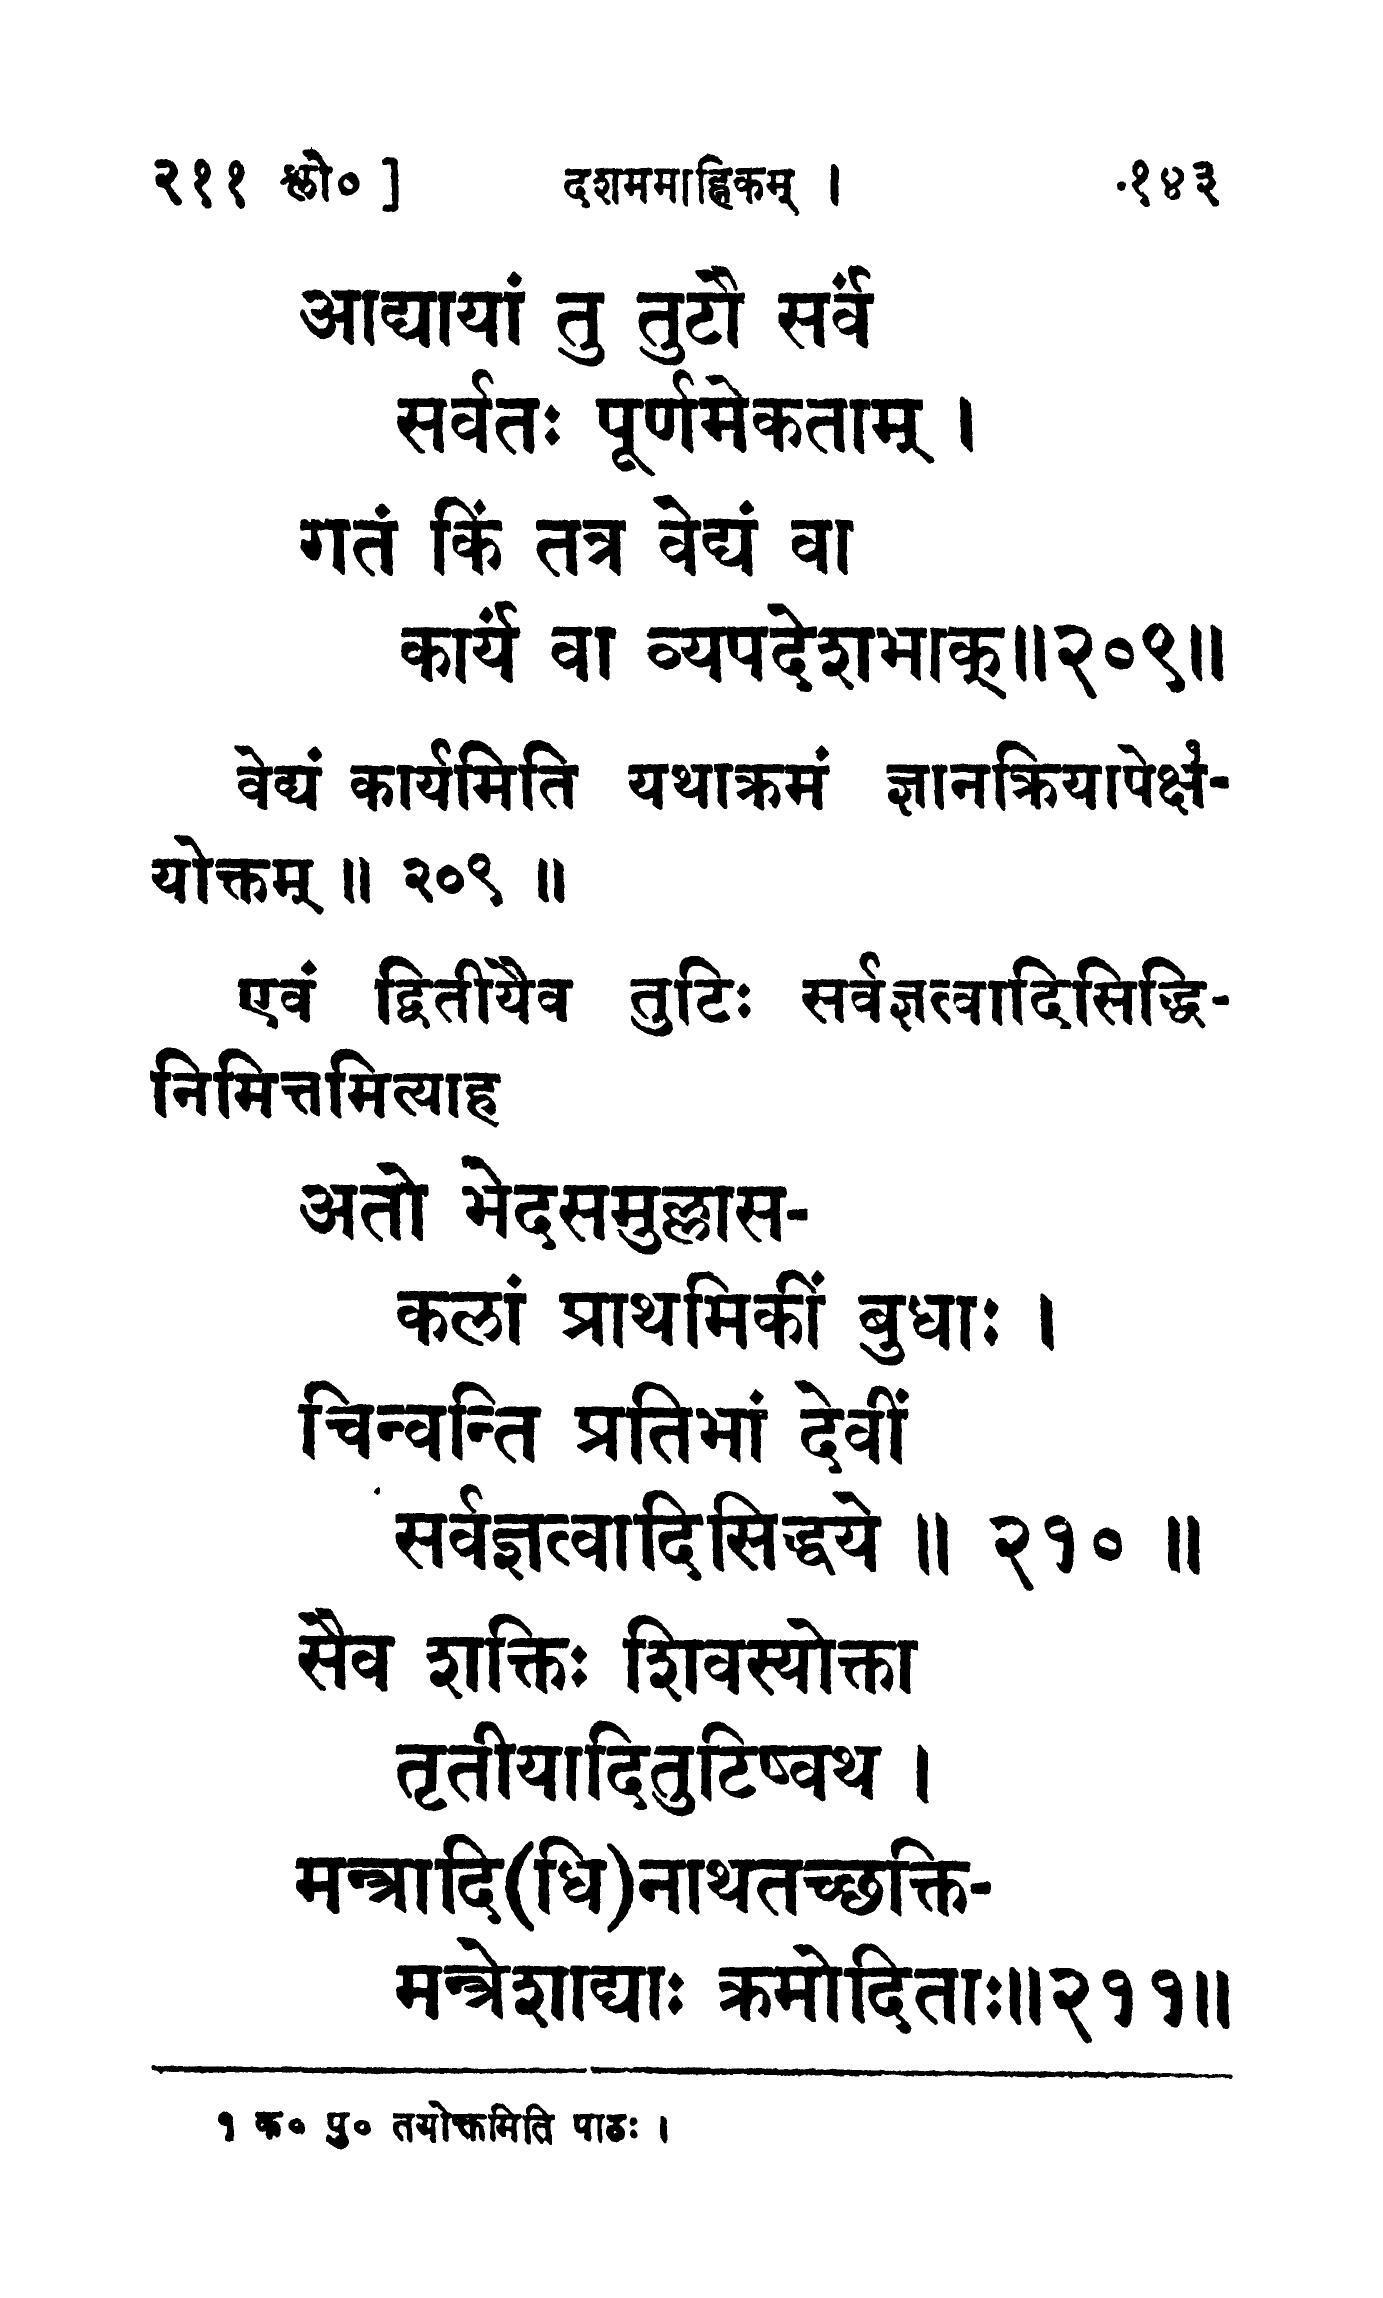 २११ श्लो० ] दशममाह्निकम् । १४३
आद्यायां तु तुटौ सर्वं
सर्वतः पूर्णमेकताम् ।
गतं किं तत्र वेद्यं वा
कार्यं वा व्यपदेशभाक्॥२०९॥
वेद्यं कार्यमिति यथाक्रमं ज्ञानक्रियापेक्ष१-
योक्तम् ॥ २०९ ॥
एवं द्वितीयैव तुटिः सर्वज्ञत्वादिसिद्धि-
निमित्तमित्याह
अतो भेदसमुल्लास-
कलां प्राथमिकीं बुधाः ।
चिन्वन्ति प्रतिभां देवीं
सर्वज्ञत्वादिसिद्धये ॥ २१० ॥
सैव शक्तिः शिवस्योक्ता
तृतीयादितुटिष्वथ ।
मन्त्रादि(धि)नाथतच्छक्ति-
मन्त्रेशाद्याः क्रमोदिताः॥२११॥
१ क० पु० तयोक्तमिति पाठः ।